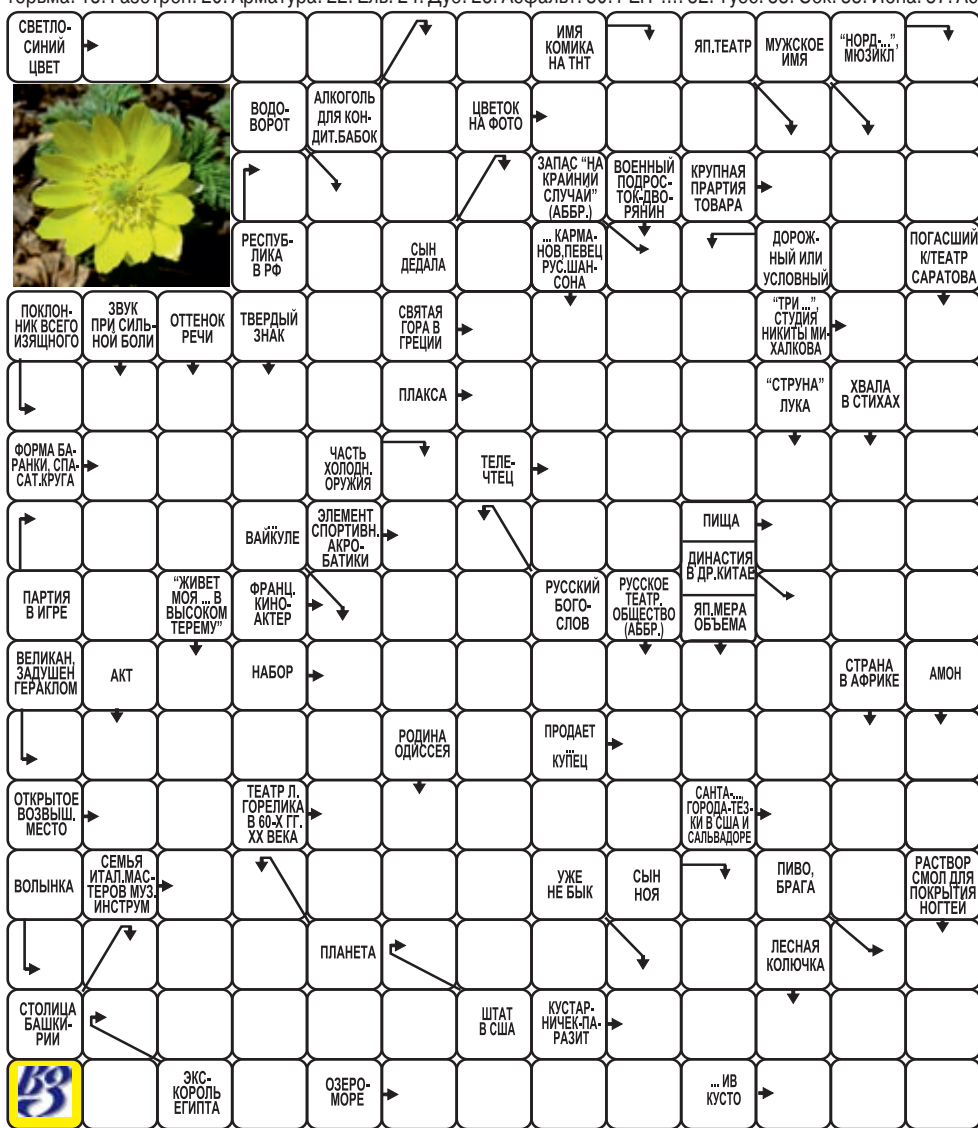 СВЕТЛО-
СИНИЙ
ЦВЕТ
ИМЯ
КОМИКА
НА ТНТ
ЯП.ТЕАТР
МУЖСКОЕ
ИМЯ
“НОРД-...”,
МЮЗИКЛ
ВОДО-
ВОРОТ
АЛКОГОЛЬ
ДЛЯ КОН-
ДИТ.БАБОК
ЦВЕТОК
НА ФОТО
ЗАПАС “НА
КРАЙНИЙ
СЛУЧАЙ”
(АББР.)
ВОЕННЫЙ
ПОДРОС-
ТОК-ДВО-
РЯНИН
КРУПНАЯ
ПРАРТИЯ
ТОВАРА
РЕСПУБ-
ЛИКА
В РФ
СЫН
ДЕДАЛА
... КАРМА-
НОВ,ПЕВЕЦ
РУС.ШАН-
СОНА
ДОРОЖ-
НЫЙ ИЛИ
УСЛОВНЫЙ
ПОГАСШИЙ
К/ТЕАТР
САРАТОВА
ПОКЛОН-
НИК ВСЕГО
ИЗЯЩНОГО
ЗВУК
ПРИ СИЛЬ-
НОЙ БОЛИ
ОТТЕНОК
РЕЧИ
ТВЕРДЫЙ
ЗНАК
СВЯТАЯ
ГОРА В
ГРЕЦИИ
“ТРИ ...”,
СТУДИЯ
НИКИТЫ МИ-
ХАЛКОВА
ПЛАКСА
“СТРУНА”
ЛУКА
ХВАЛА
В СТИХАХ
ФОРМА БА-
РАНКИ, СПА-
САТ.КРУГА
ЧАСТЬ
ХОЛОДН.
ОРУЖИЯ
ТЕЛЕ-
ЧТЕЦ
...
ВАЙКУЛЕ
ЭЛЕМЕНТ
СПОРТИВН.
АКРО-
БАТИКИ
ПИЩА
ДИНАСТИЯ
В ДР.КИТАЕ
ПАРТИЯ
В ИГРЕ
“ЖИВЕТ
МОЯ ... В
ВЫСОКОМ
ТЕРЕМУ”
ФРАНЦ.
КИНО-
АКТЕР
РУССКИЙ
БОГО-
СЛОВ
РУССКОЕ
ТЕАТР.
ОБЩЕСТВО
(АББР.)
ЯП.МЕРА
ОБЪЕМА
ВЕЛИКАН,
ЗАДУШЕН
ГЕРАКЛОМ
АКТ
НАБОР
СТРАНА
В АФРИКЕ
АМОН
РОДИНА
ОДИССЕЯ
ПРОДАЕТ
...
КУПЕЦ
ОТКРЫТОЕ
ВОЗВЫШ.
МЕСТО
ТЕАТР Л.
ГОРЕЛИКА
В 60-Х ГГ.
ХХ ВЕКА
САНТА-...,
ГОРОДА-ТЕЗ-
КИ В США И
САЛЬВАДОРЕ
ВОЛЫНКА
СЕМЬЯ
ИТАЛ.МАС-
ТЕРОВ МУЗ.
ИНСТРУМ
УЖЕ
НЕ БЫК
СЫН
НОЯ
ПИВО,
БРАГА
РАСТВОР
СМОЛ ДЛЯ
ПОКРЫТИЯ
НОГТЕЙ
ПЛАНЕТА
ЛЕСНАЯ
КОЛЮЧКА
СТОЛИЦА
БАШКИ-
РИИ
ШТАТ
В США
КУСТАР-
НИЧЕК-ПА-
РАЗИТ
ЭКС-
КОРОЛЬ
ЕГИПТА
ОЗЕРО-
МОРЕ
... ИВ
КУСТО